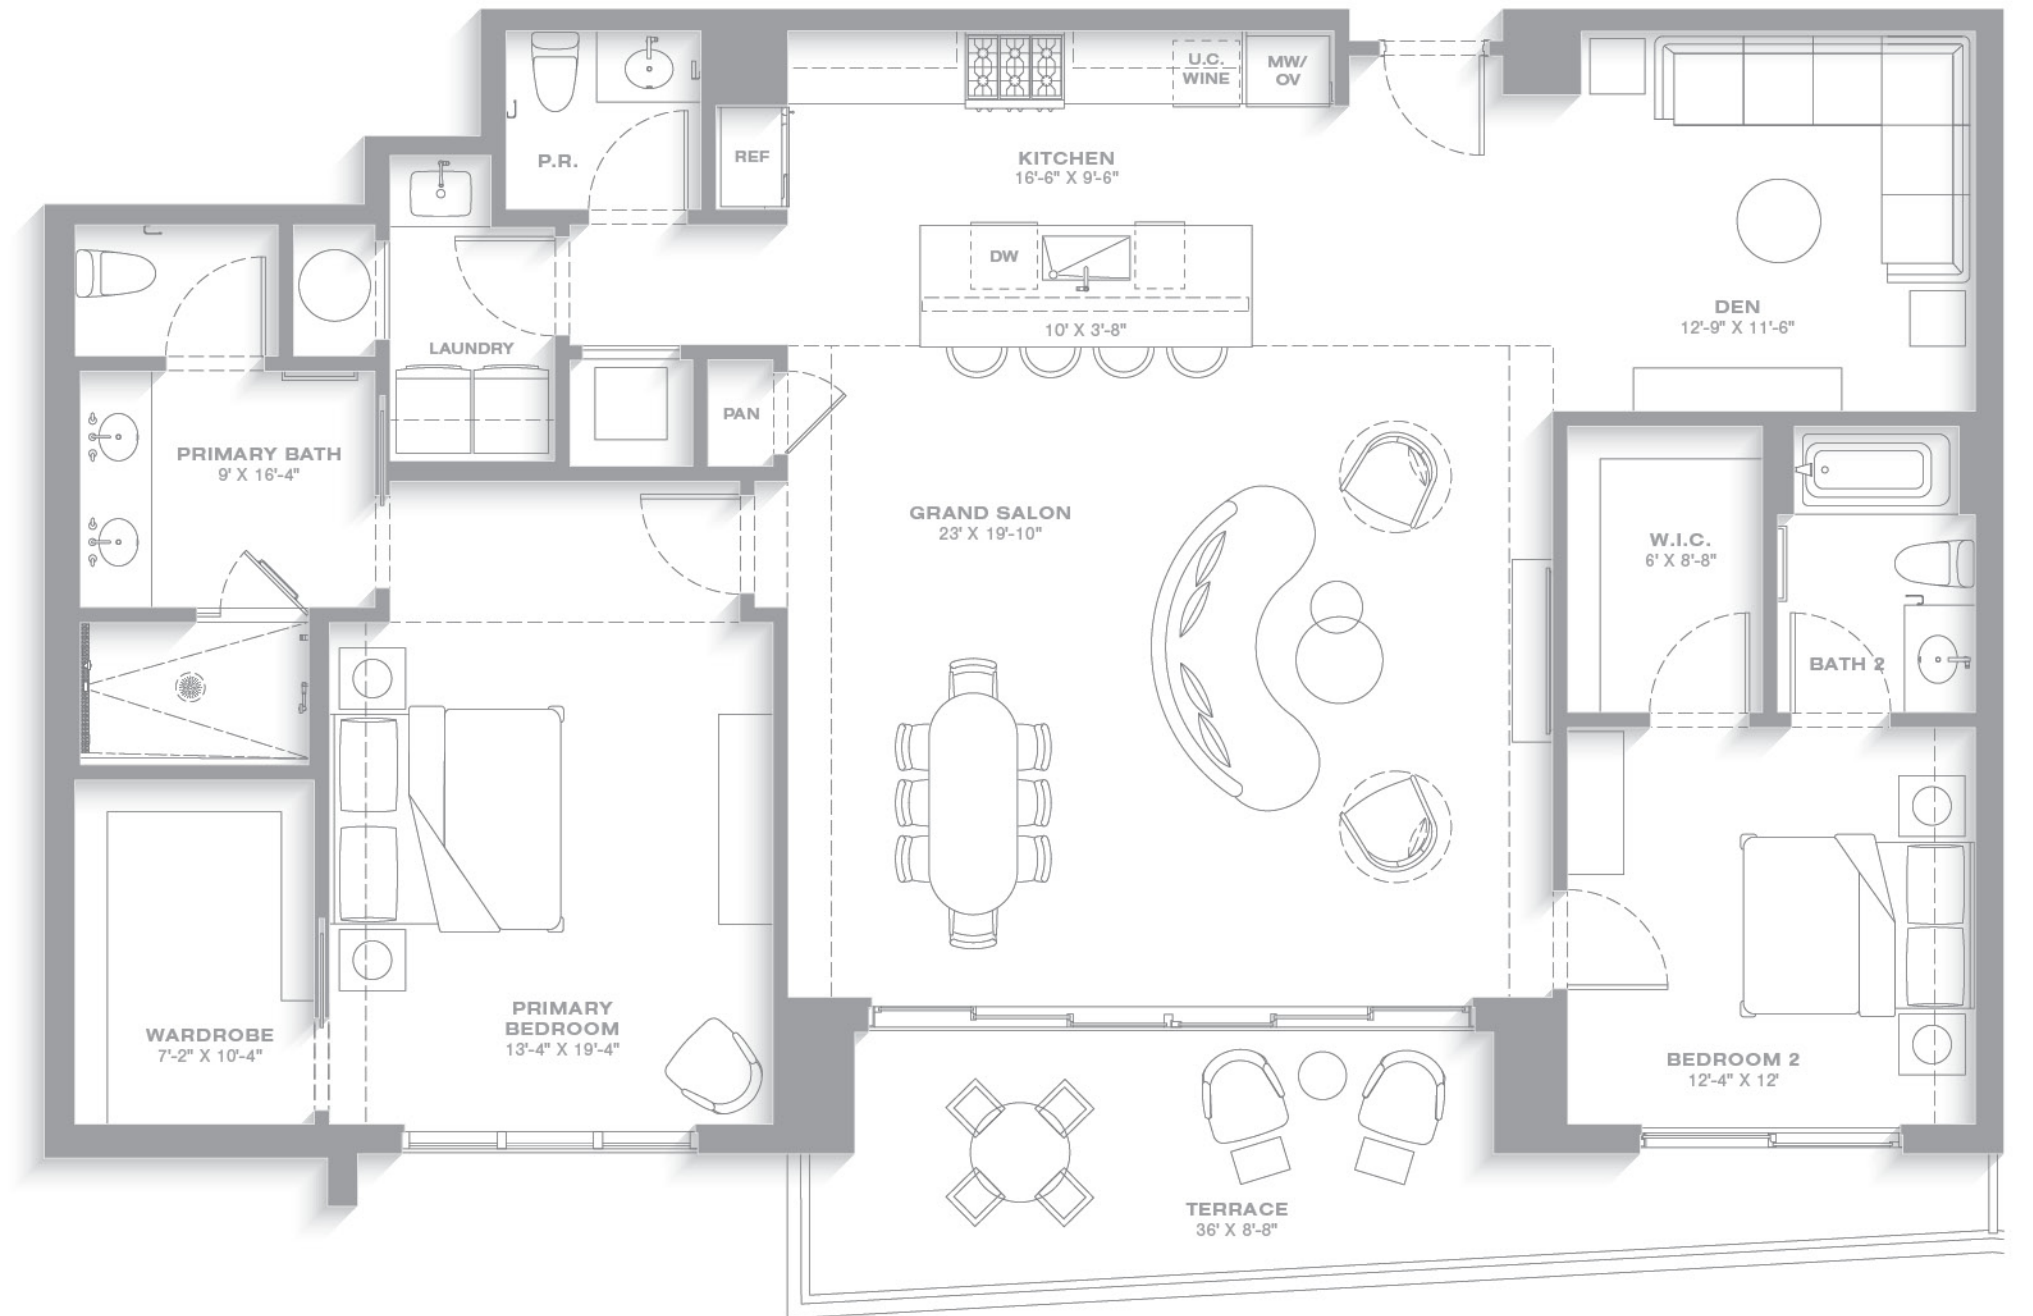 U.C.
WINE
MW/
OV
P.R.
REF
KITCHEN
16'-6" X 9'-6"
DW
10' X 3'-8"
DEN
12'-9" X 11'-6"
LAUNDRY
PAN
PRIMARY BATH
9' X 16'-4"
GRAND SALON
23' X 19'-10"
W.I.C.
6' X 8'-8"
BATH 2
WARDROBE
7'-2" X 10'-4"
PRIMARY
BEDROOM
13'-4" X 19'-4"
BEDROOM 2
12'-4" X 12'
TERRACE
36' X 8'-8"